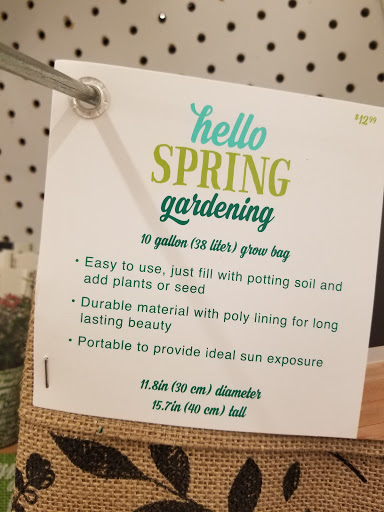 $12.99
hello
SPRING
gardening
10 gallon (38 liter) grow bag
• Easy to use, just fill with potting soil and
add plants or seed
• Durable material with poly lining for long
lasting beauty
• Portable to provide ideal sun exposure
11.8in (30 cm) diameter
15.7in (40 cm) tall